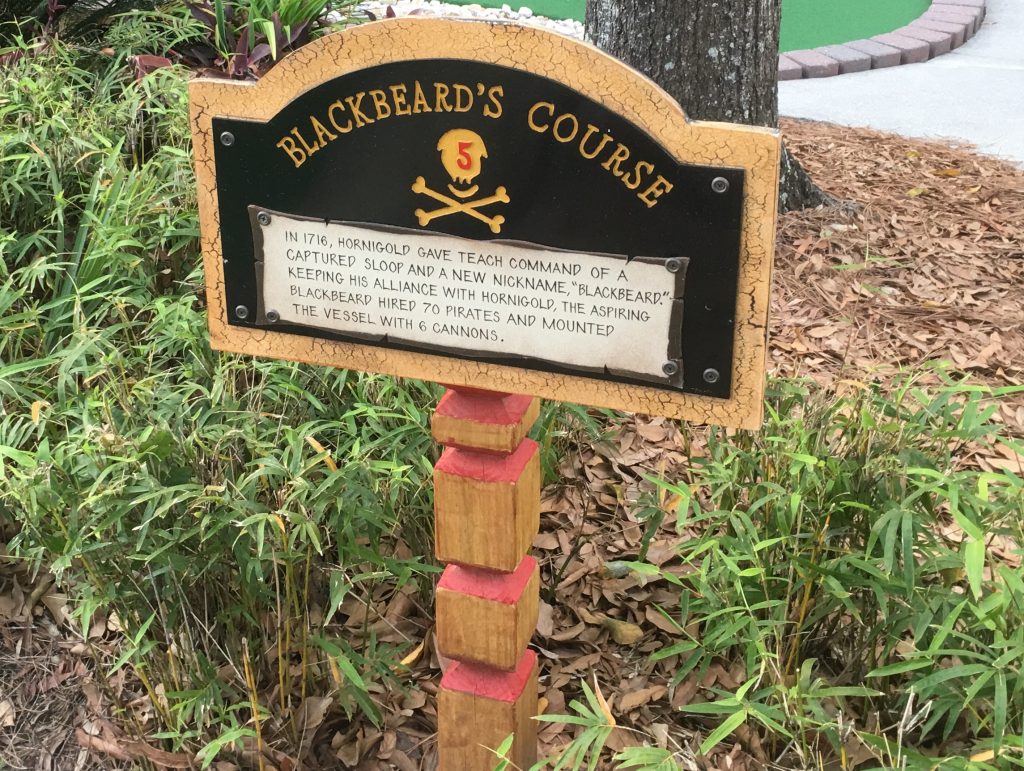 BLACKBEARD'S COURSE
5
IN 1716, HORNIGOLD GAVE TEACH COMMAND OF A
CAPTURED SLOOP AND A NEW NICKNAME, "BLACKBEARD."
KEEPING HIS ALLIANCE WITH HORNIGOLD, THE ASPIRING
BLACKBEARD HIRED 70 PIRATES AND MOUNTED
THE VESSEL WITH 6 CANNONS.